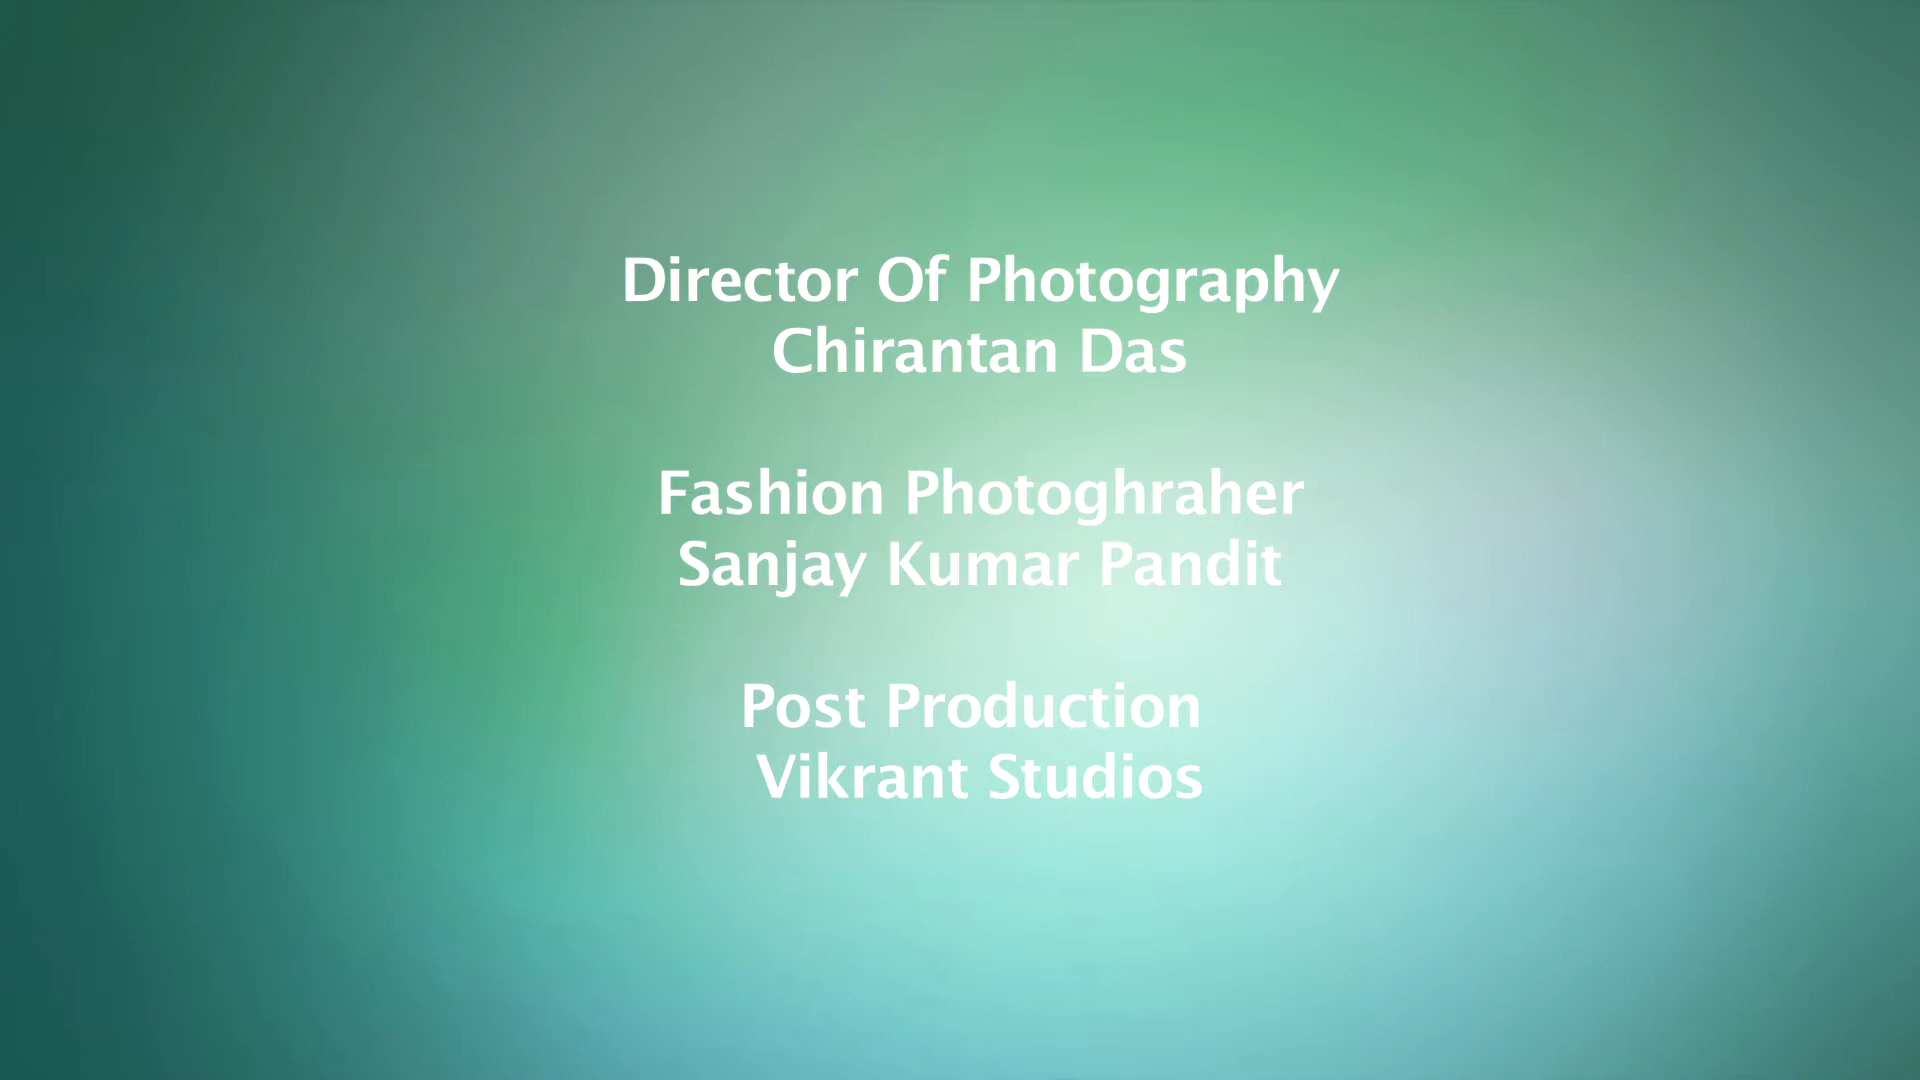 Director Of Photography
Chirantan Das
Fashion Photoghraher
Sanjay Kumar Pandit
Post Production
Vikrant Studios